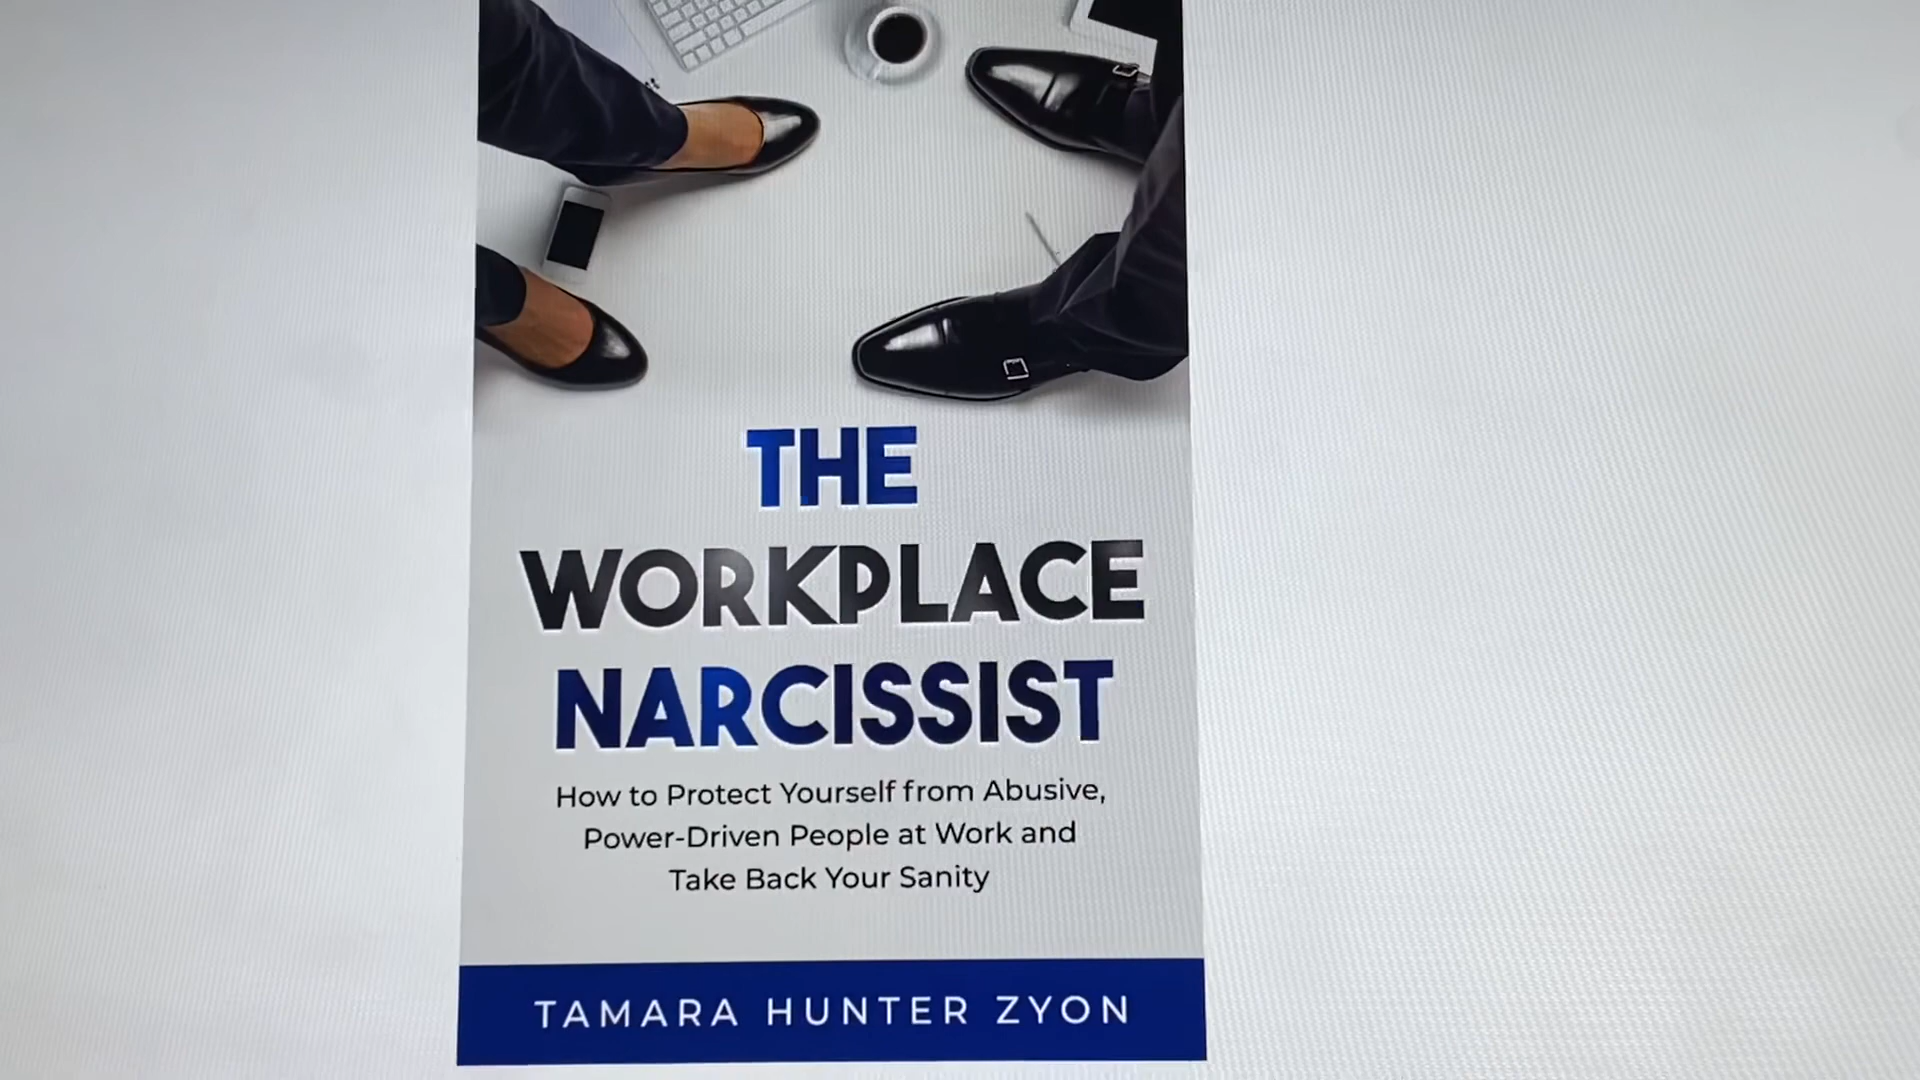 THE
WORKPLACE
NARCISSIST
How to Protect Yourself from Abusive,
Power-Driven People at Work and
Take Back Your Sanity
TAMARA HUNTER ZYON